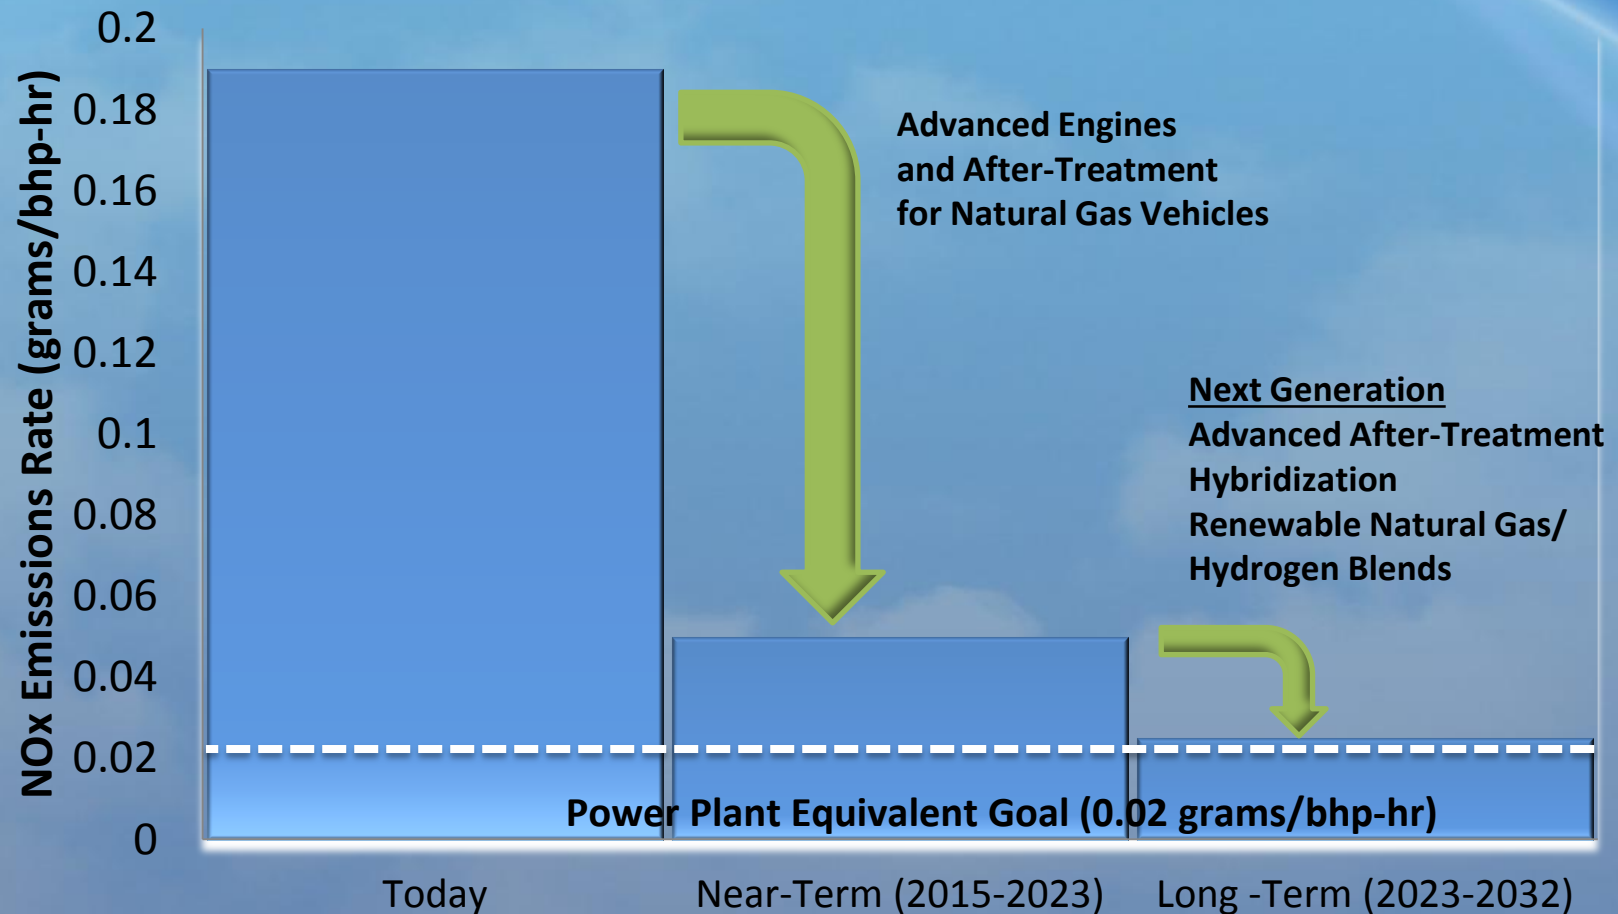 NOx Emisssions Rate (grams/bhp-hr)
0.2
0.18
0.16
0.14
0.12
0.1
0.08
0.06
0.04
0.02
0
Advanced Engines
and After-Treatment
for Natural Gas Vehicles
Next Generation
Advanced After-Treatment
Hybridization
Renewable Natural Gas/
Hydrogen Blends
Power Plant Equivalent Goal (0.02 grams/bhp-hr)
Today
Near-Term (2015-2023)
Long -Term (2023-2032)